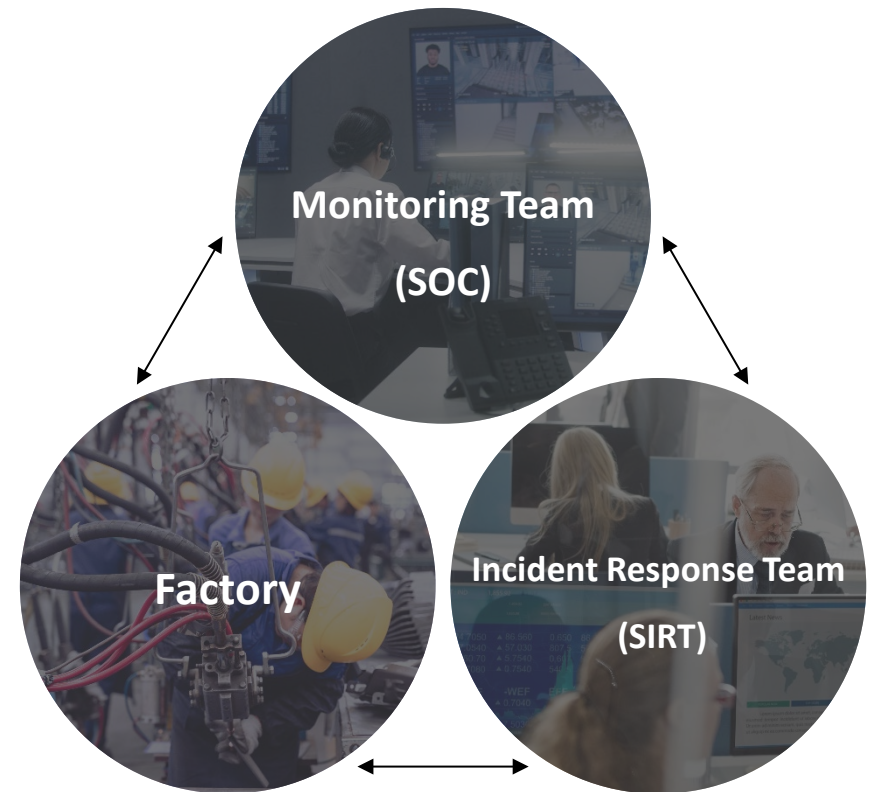 Monitoring Team
(SOC)
Factory
Incident Response Team
(SIRT)